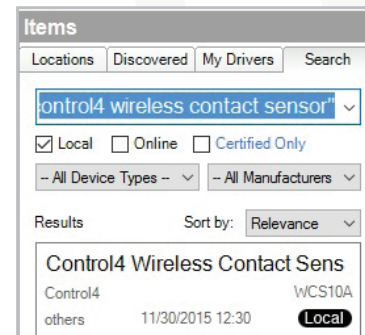 Items
Locations Discovered My Drivers Search
ontrol4 wireless contact sensor"
Local Online Certified Only
-- All Device Types -- -- All Manufacturers
Results Sort by: Relevance
Control4 Wireless Contact Sens
Control4 WCS10A
others 11/30/2015 12:30 Local